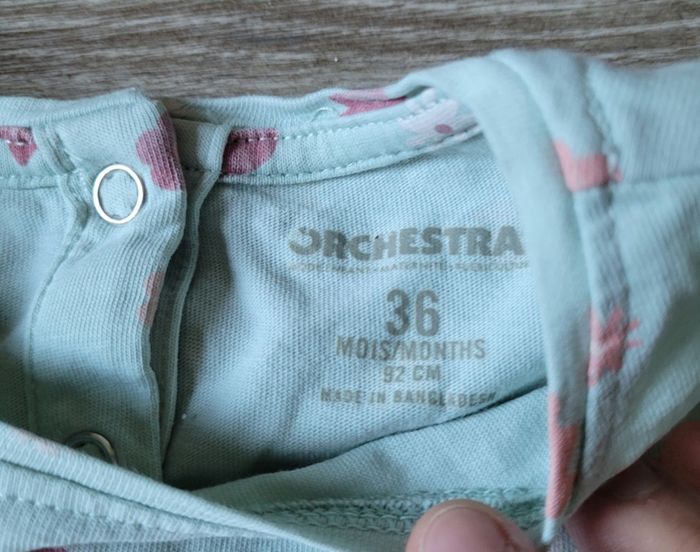 ORCHESTRA
36
MOIS/MONTHS
92 CM
MADE IN BANGLADESH